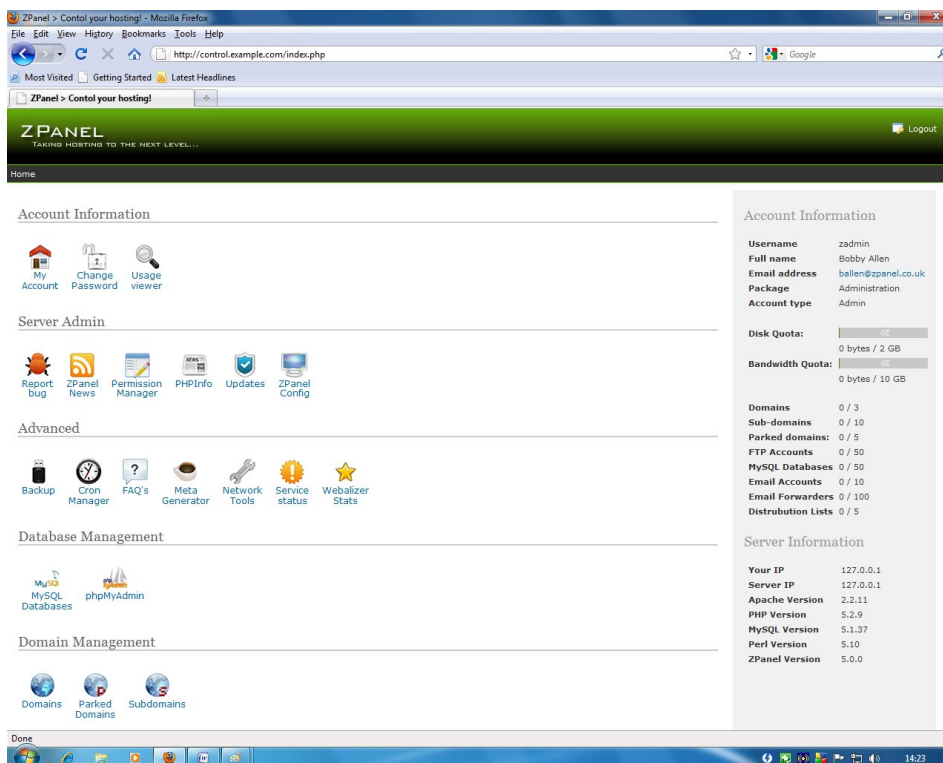 ZPanel > Contol your hosting! - Mozilla Firefox
File Edit View History Bookmarks Tools Help
http://control.example.com/index.php
Google
Most Visited Getting Started Latest Headlines
ZPanel > Contol your hosting!
ZPANEL
TAKING HOSTING TO THE NEXT LEVEL...
Logout
Home
Account Information
My Account
Change Password
Usage viewer
Server Admin
Report bug
ZPanel News
Permission Manager
PHPInfo
Updates
ZPanel Config
Advanced
Backup
Cron Manager
FAQ's
Meta Generator
Network Tools
Service status
Webalizer Stats
Database Management
MySQL Databases
phpMyAdmin
Domain Management
Domains
Parked Domains
Subdomains
Account Information
Username zadmin
Full name Bobby Allen
Email address ballen@zpanel.co.uk
Package Administration
Account type Admin
Disk Quota: 0%
0 bytes / 2 GB
Bandwidth Quota: 0%
0 bytes / 10 GB
Domains 0 / 3
Sub-domains 0 / 10
Parked domains: 0 / 5
FTP Accounts 0 / 50
MySQL Databases 0 / 50
Email Accounts 0 / 10
Email Forwarders 0 / 100
Distrubution Lists 0 / 5
Server Information
Your IP 127.0.0.1
Server IP 127.0.0.1
Apache Version 2.2.11
PHP Version 5.2.9
MySQL Version 5.1.37
Perl Version 5.10
ZPanel Version 5.0.0
Done
14:23